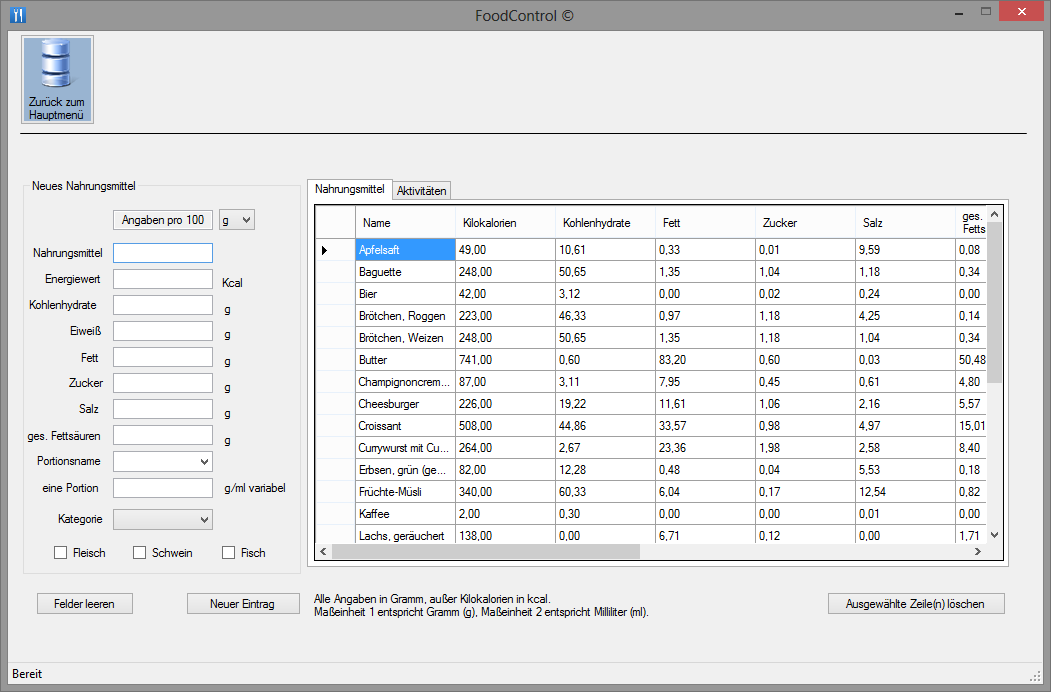 FoodControl ©
Zurück zum
Hauptmenü
Neues Nahrungsmittel
Angaben pro 100 g
Nahrungsmittel
Energiewert Kcal
Kohlenhydrate g
Eiweiß g
Fett g
Zucker g
Salz g
ges. Fettsäuren g
Portionsname
eine Portion g/ml variabel
Kategorie
Fleisch Schwein Fisch
Felder leeren Neuer Eintrag
Nahrungsmittel Aktivitäten
Name Kilokalorien Kohlenhydrate Fett Zucker Salz ges.
Fetts
Apfelsaft 49,00 10,61 0,33 0,01 9,59 0,08
Baguette 248,00 50,65 1,35 1,04 1,18 0,34
Bier 42,00 3,12 0,00 0,02 0,24 0,00
Brötchen, Roggen 223,00 46,33 0,97 1,18 4,25 0,14
Brötchen, Weizen 248,00 50,65 1,35 1,18 1,04 0,34
Butter 741,00 0,60 83,20 0,60 0,03 50,48
Champignoncrem... 87,00 3,11 7,95 0,45 0,61 4,80
Cheesburger 226,00 19,22 11,61 1,06 2,16 5,57
Croissant 508,00 44,86 33,57 0,98 4,97 15,01
Currywurst mit Cu... 264,00 2,67 23,36 1,98 2,58 8,40
Erbsen, grün (ge... 82,00 12,28 0,48 0,04 5,53 0,18
Früchte-Müsli 340,00 60,33 6,04 0,17 12,54 0,82
Kaffee 2,00 0,30 0,00 0,00 0,01 0,00
Lachs, geräuchert 138,00 0,00 6,71 0,12 0,00 1,71
Alle Angaben in Gramm, außer Kilokalorien in kcal.
Maßeinheit 1 entspricht Gramm (g), Maßeinheit 2 entspricht Milliliter (ml).
Ausgewählte Zeile(n) löschen
Bereit